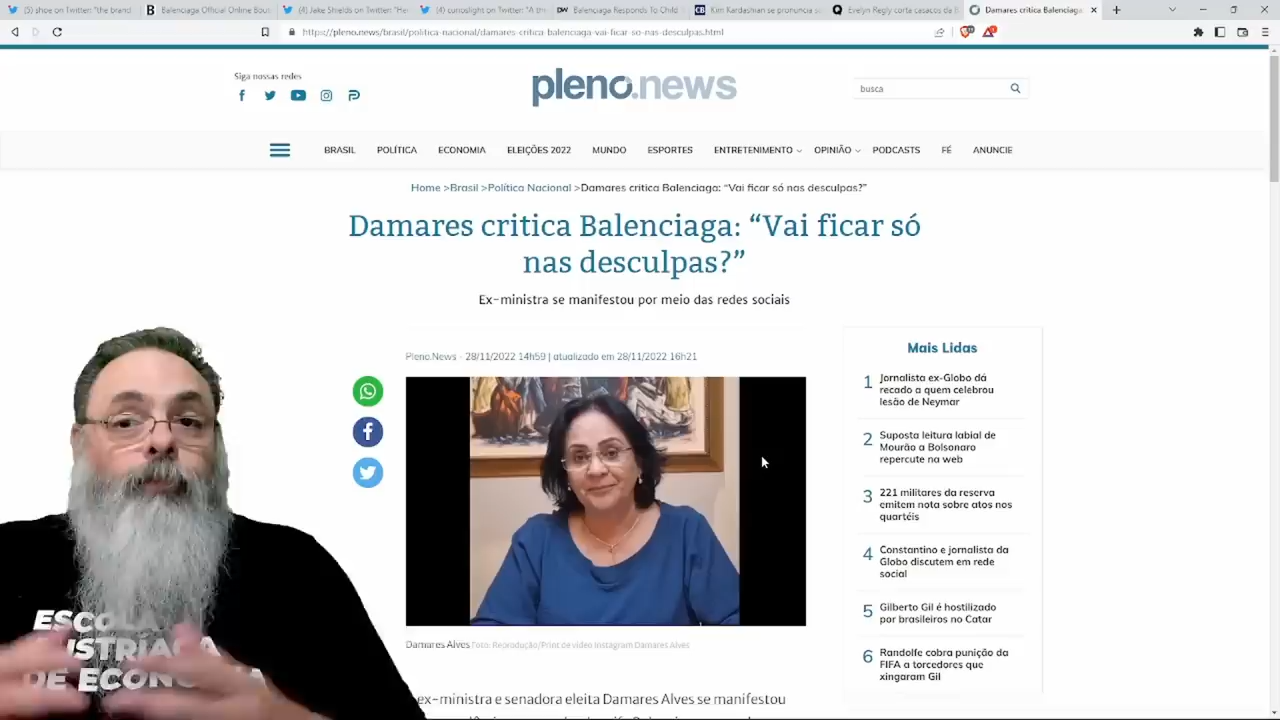 (5) shoe on Twitter: "the brand
Balenciaga Official Online Bout
(4) Jake Shields on Twitter: "Her
(4) curioslight on Twitter: "A the
Balenciaga Responds To Child
Kim Kardashian se pronuncia s
Evelyn Regly corta casacos da B
Damares critica Balenciaga:
https://pleno.news/brasil/politica-nacional/damares-critica-balenciaga-vai-ficar-so-nas-desculpas.html
Siga nossas redes
pleno.news
busca
BRASIL POLÍTICA ECONOMIA ELEIÇÕES 2022 MUNDO ESPORTES ENTRETENIMENTO OPINIÃO PODCASTS FÉ ANUNCIE
Home >Brasil >Política Nacional >Damares critica Balenciaga: “Vai ficar só nas desculpas?”
Damares critica Balenciaga: “Vai ficar só
nas desculpas?”
Ex-ministra se manifestou por meio das redes sociais
Pleno.News - 28/11/2022 14h59 | atualizado em 28/11/2022 16h21
Damares Alves Foto: Reprodução/Print de vídeo Instagram Damares Alves
ex-ministra e senadora eleita Damares Alves se manifestou
Mais Lidas
1 Jornalista ex-Globo dá
recado a quem celebrou
lesão de Neymar
2 Suposta leitura labial de
Mourão a Bolsonaro
repercute na web
3 221 militares da reserva
emitem nota sobre atos nos
quartéis
4 Constantino e jornalista da
Globo discutem em rede
social
5 Gilberto Gil é hostilizado
por brasileiros no Catar
6 Randolfe cobra punição da
FIFA a torcedores que
xingaram Gil
ESCOLA
DE